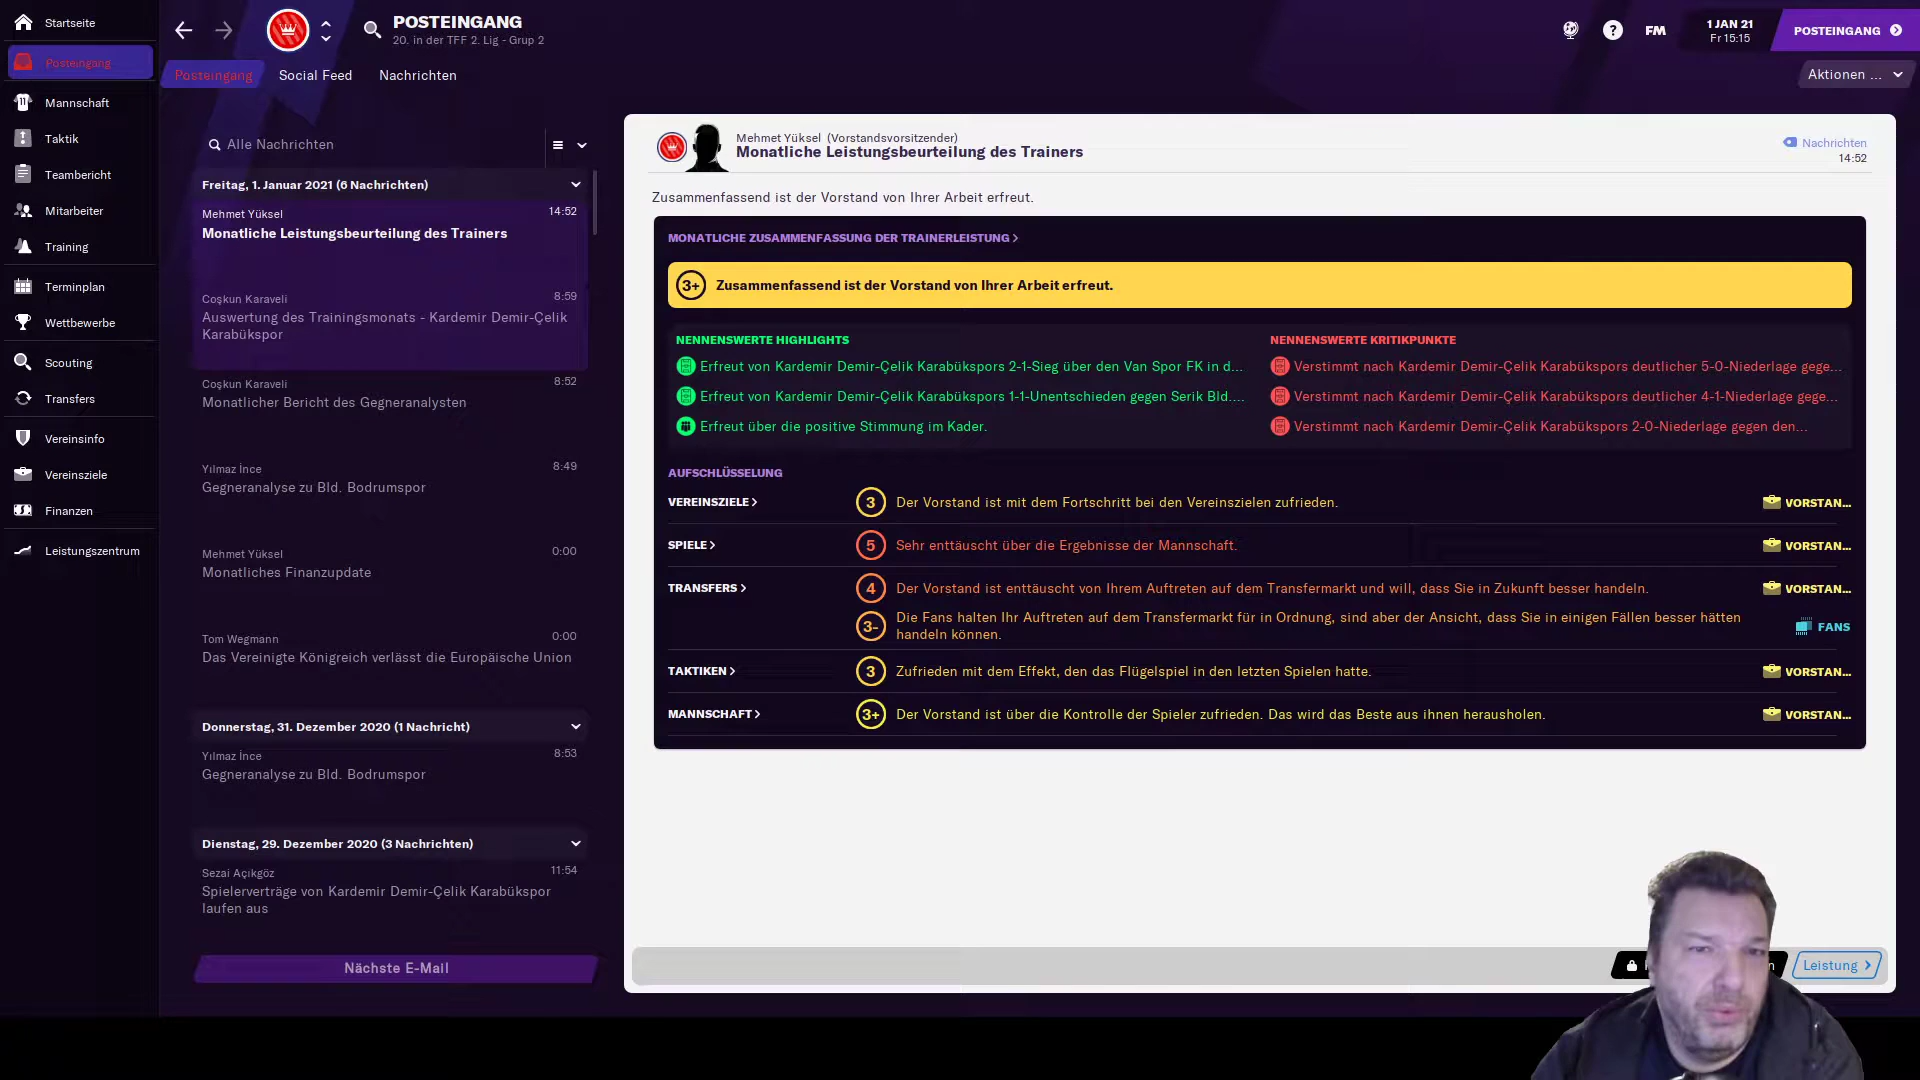 Startseite
Posteingang
Mannschaft
Taktik
Teambericht
Mitarbeiter
Training
Terminplan
Wettbewerbe
Scouting
Transfers
Vereinsinfo
Vereinsziele
Finanzen
Leistungszentrum
POSTEINGANG
20. in der TFF 2. Lig - Grup 2
FM
1 JAN 21
Fr 15:15
POSTEINGANG
Posteingang
Social Feed
Nachrichten
Aktionen ...
Alle Nachrichten
Freitag, 1. Januar 2021 (6 Nachrichten)
Mehmet Yüksel 14:52
Monatliche Leistungsbeurteilung des Trainers
Coşkun Karaveli 8:59
Auswertung des Trainingsmonats - Kardemir Demir-Çelik
Karabükspor
Coşkun Karaveli 8:52
Monatlicher Bericht des Gegneranalysten
Yılmaz İnce 8:49
Gegneranalyse zu Bld. Bodrumspor
Mehmet Yüksel 0:00
Monatliches Finanzupdate
Tom Wegmann 0:00
Das Vereinigte Königreich verlässt die Europäische Union
Donnerstag, 31. Dezember 2020 (1 Nachricht)
Yılmaz İnce 8:53
Gegneranalyse zu Bld. Bodrumspor
Dienstag, 29. Dezember 2020 (3 Nachrichten)
Sezai Açıkgöz 11:54
Spielerverträge von Kardemir Demir-Çelik Karabükspor
laufen aus
Nächste E-Mail
Mehmet Yüksel (Vorstandsvorsitzender)
Monatliche Leistungsbeurteilung des Trainers
Nachrichten
14:52
Zusammenfassend ist der Vorstand von Ihrer Arbeit erfreut.
MONATLICHE ZUSAMMENFASSUNG DER TRAINERLEISTUNG
3+ Zusammenfassend ist der Vorstand von Ihrer Arbeit erfreut.
NENNENSWERTE HIGHLIGHTS
Erfreut von Kardemir Demir-Çelik Karabükspors 2-1-Sieg über den Van Spor FK in d...
Erfreut von Kardemir Demir-Çelik Karabükspors 1-1-Unentschieden gegen Serik Bld....
Erfreut über die positive Stimmung im Kader.
NENNENSWERTE KRITIKPUNKTE
Verstimmt nach Kardemir Demir-Çelik Karabükspors deutlicher 5-0-Niederlage gege...
Verstimmt nach Kardemir Demir-Çelik Karabükspors deutlicher 4-1-Niederlage gege...
Verstimmt nach Kardemir Demir-Çelik Karabükspors 2-0-Niederlage gegen den...
AUFSCHLÜSSELUNG
VEREINSZIELE 3 Der Vorstand ist mit dem Fortschritt bei den Vereinszielen zufrieden. VORSTAN...
SPIELE 5 Sehr enttäuscht über die Ergebnisse der Mannschaft. VORSTAN...
TRANSFERS 4 Der Vorstand ist enttäuscht von Ihrem Auftreten auf dem Transfermarkt und will, dass Sie in Zukunft besser handeln. VORSTAN...
3- Die Fans halten Ihr Auftreten auf dem Transfermarkt für in Ordnung, sind aber der Ansicht, dass Sie in einigen Fällen besser hätten
handeln können. FANS
TAKTIKEN 3 Zufrieden mit dem Effekt, den das Flügelspiel in den letzten Spielen hatte. VORSTAN...
MANNSCHAFT 3+ Der Vorstand ist über die Kontrolle der Spieler zufrieden. Das wird das Beste aus ihnen herausholen. VORSTAN...
Leistung